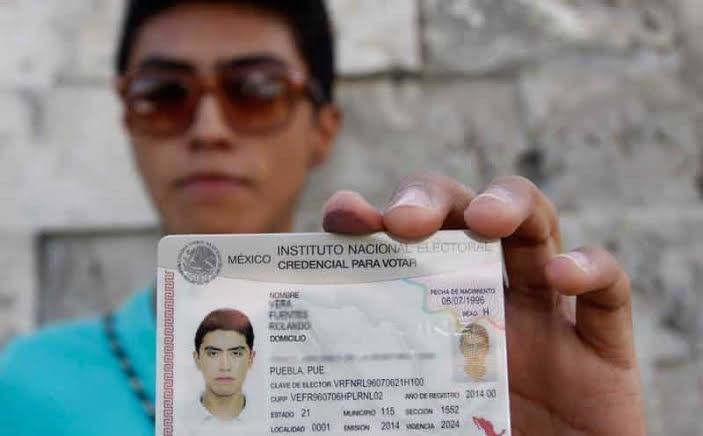 MÉXICO INSTITUTO NACIONAL ELECTORAL
CREDENCIAL PARA VOTAR
NOMBRE
VERA
FUENTES
ROLANDO
FECHA DE NACIMIENTO
06/07/1996
SEXO H
DOMICILIO
PUEBLA, PUE
CLAVE DE ELECTOR VRFNRL96070621H100
CURP VEFR960706HPLRNL02 AÑO DE REGISTRO 2014 00
ESTADO 21 MUNICIPIO 115 SECCIÓN 1552
LOCALIDAD 0001 EMISIÓN 2014 VIGENCIA 2024